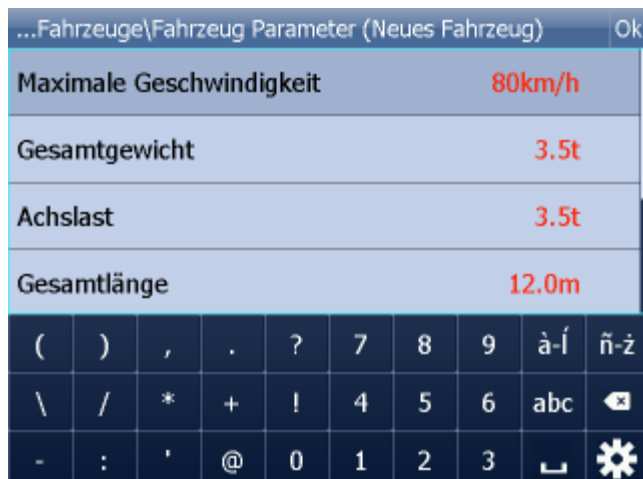 ...Fahrzeuge\Fahrzeug Parameter (Neues Fahrzeug) Ok
Maximale Geschwindigkeit 80km/h
Gesamtgewicht 3.5t
Achslast 3.5t
Gesamtlänge 12.0m
( ) , . ? 7 8 9 à-Í ñ-ż
\ / * + ! 4 5 6 abc
- : ' @ 0 1 2 3